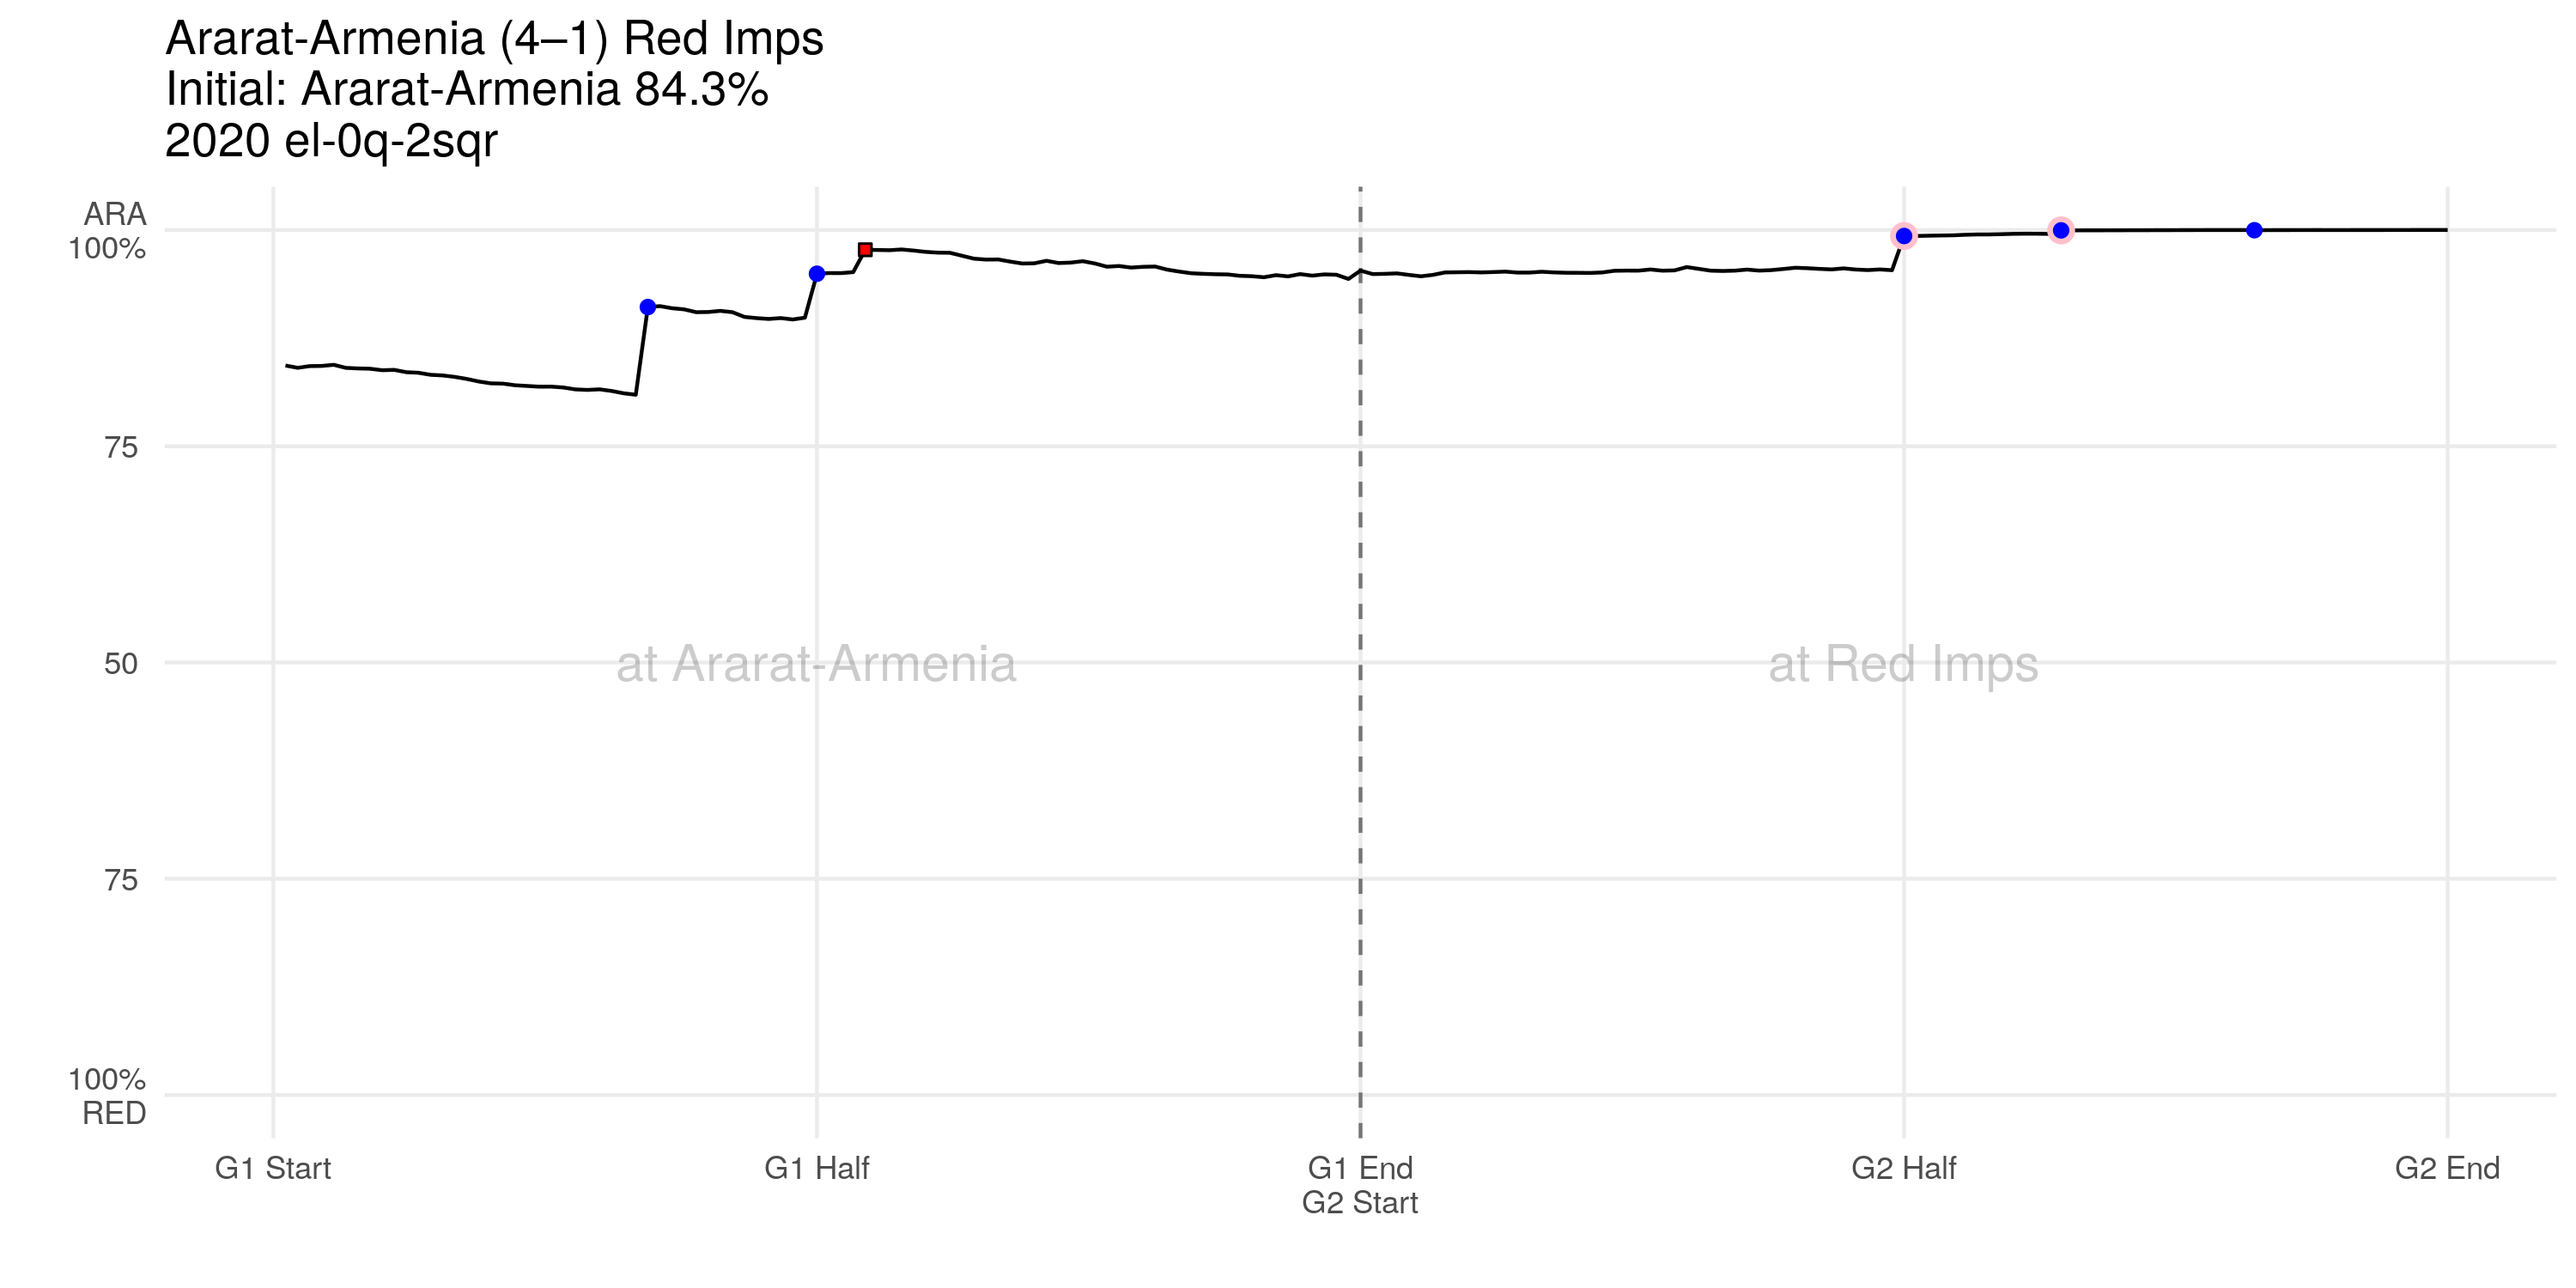 Ararat-Armenia (4–1) Red Imps
Initial: Ararat-Armenia 84.3%
2020 el-0q-2sqr
ARA
100%
75
50
75
100%
RED
at Ararat-Armenia
at Red Imps
G1 Start
G1 Half
G1 End
G2 Start
G2 Half
G2 End